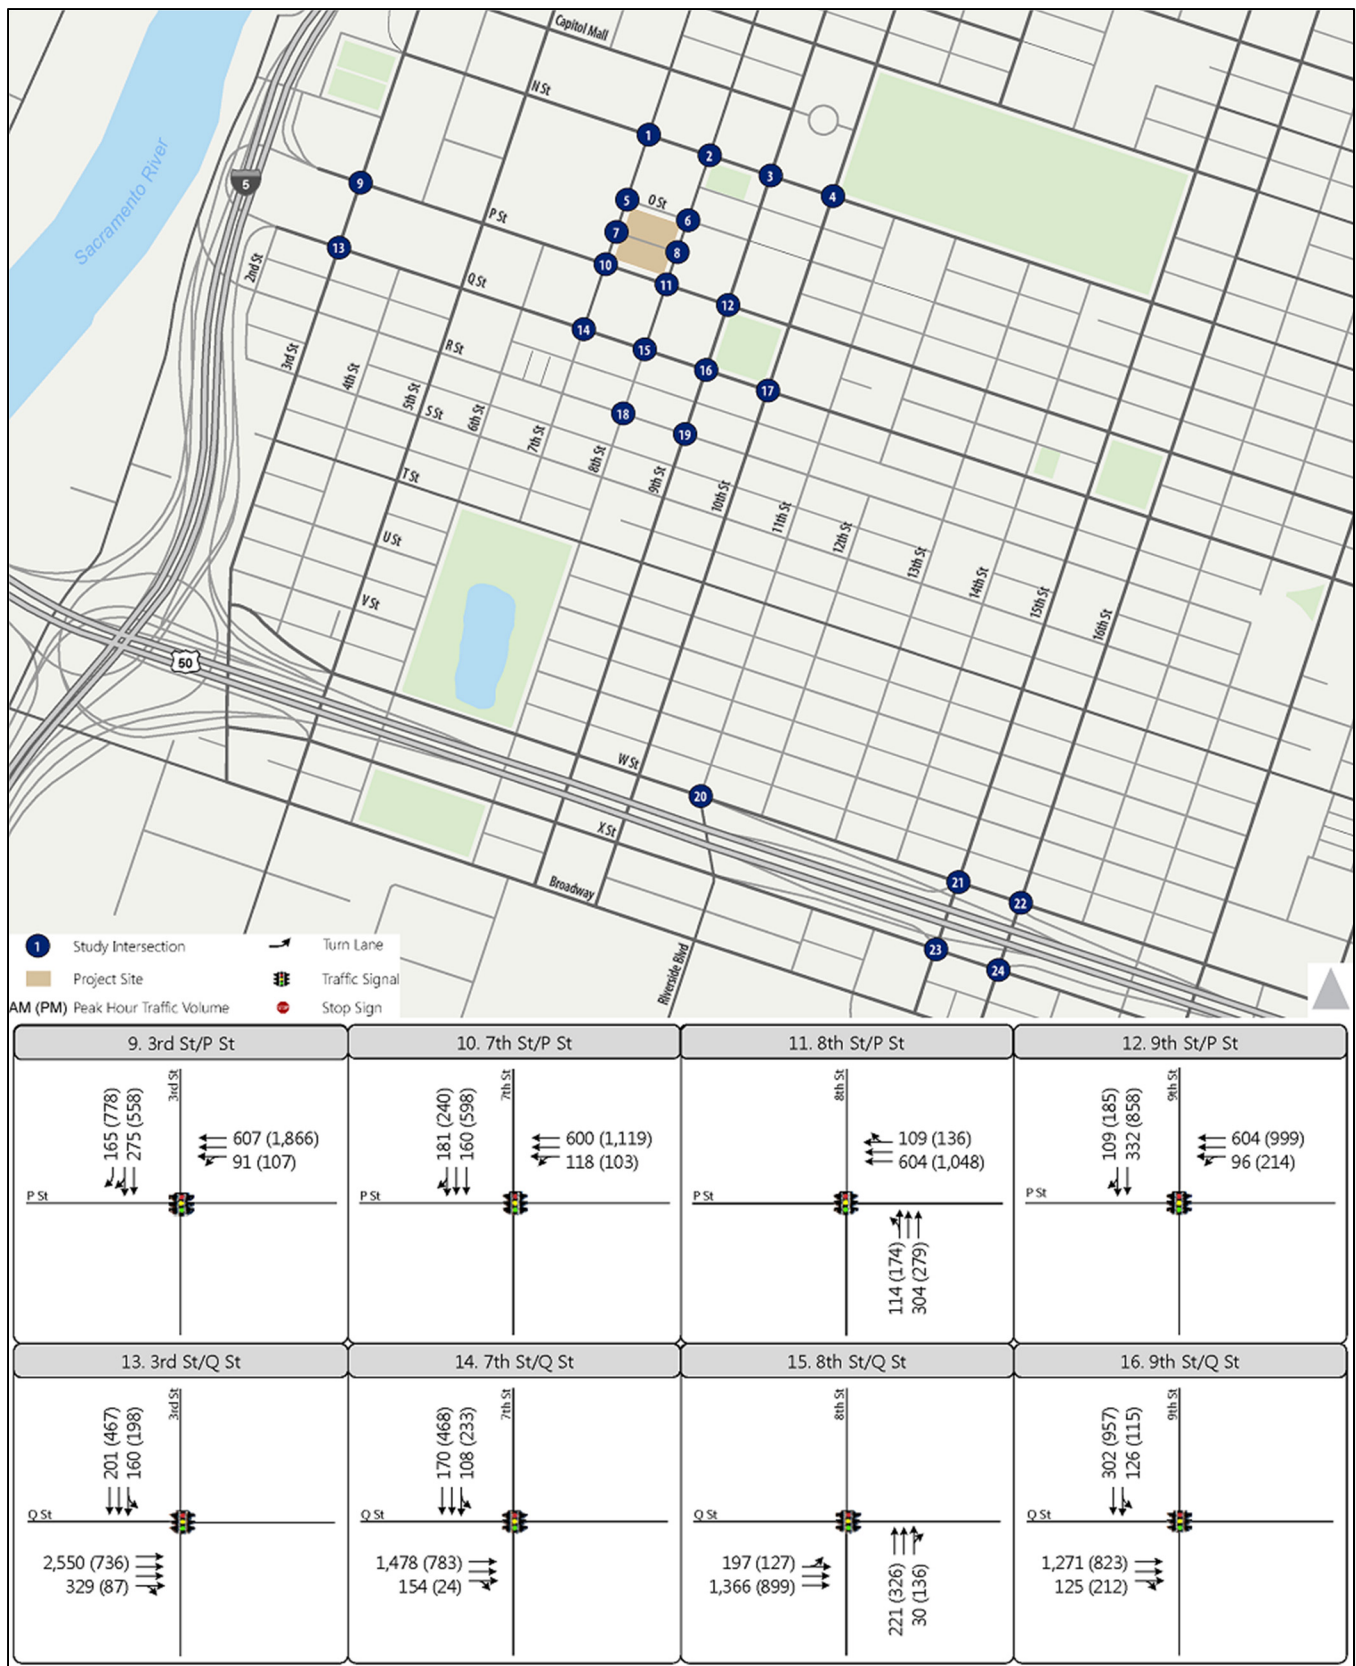 Capitol Mall
N St
1
2
3
4
Sacramento River
5
9
5
O St
6
7
8
P St
10
11
13
12
2nd St
Q St
14
15
R St
16
17
3rd St
4th St
5th St
S St
6th St
18
19
7th St
8th St
9th St
T St
10th St
11th St
12th St
13th St
14th St
15th St
16th St
U St
V St
50
W St
20
X St
Broadway
21
22
23
24
Riverside Blvd
1 Study Intersection
Turn Lane
Project Site
Traffic Signal
AM (PM) Peak Hour Traffic Volume
STOP Stop Sign
9. 3rd St/P St
165 (778)
275 (558)
3rd St
607 (1,866)
91 (107)
P St
10. 7th St/P St
181 (240)
160 (598)
7th St
600 (1,119)
118 (103)
P St
11. 8th St/P St
8th St
109 (136)
604 (1,048)
P St
114 (174)
304 (279)
12. 9th St/P St
109 (185)
332 (858)
9th St
604 (999)
96 (214)
P St
13. 3rd St/Q St
201 (467)
160 (198)
3rd St
Q St
2,550 (736)
329 (87)
14. 7th St/Q St
170 (468)
108 (233)
7th St
Q St
1,478 (783)
154 (24)
15. 8th St/Q St
8th St
Q St
197 (127)
1,366 (899)
221 (326)
30 (136)
16. 9th St/Q St
302 (957)
126 (115)
9th St
Q St
1,271 (823)
125 (212)